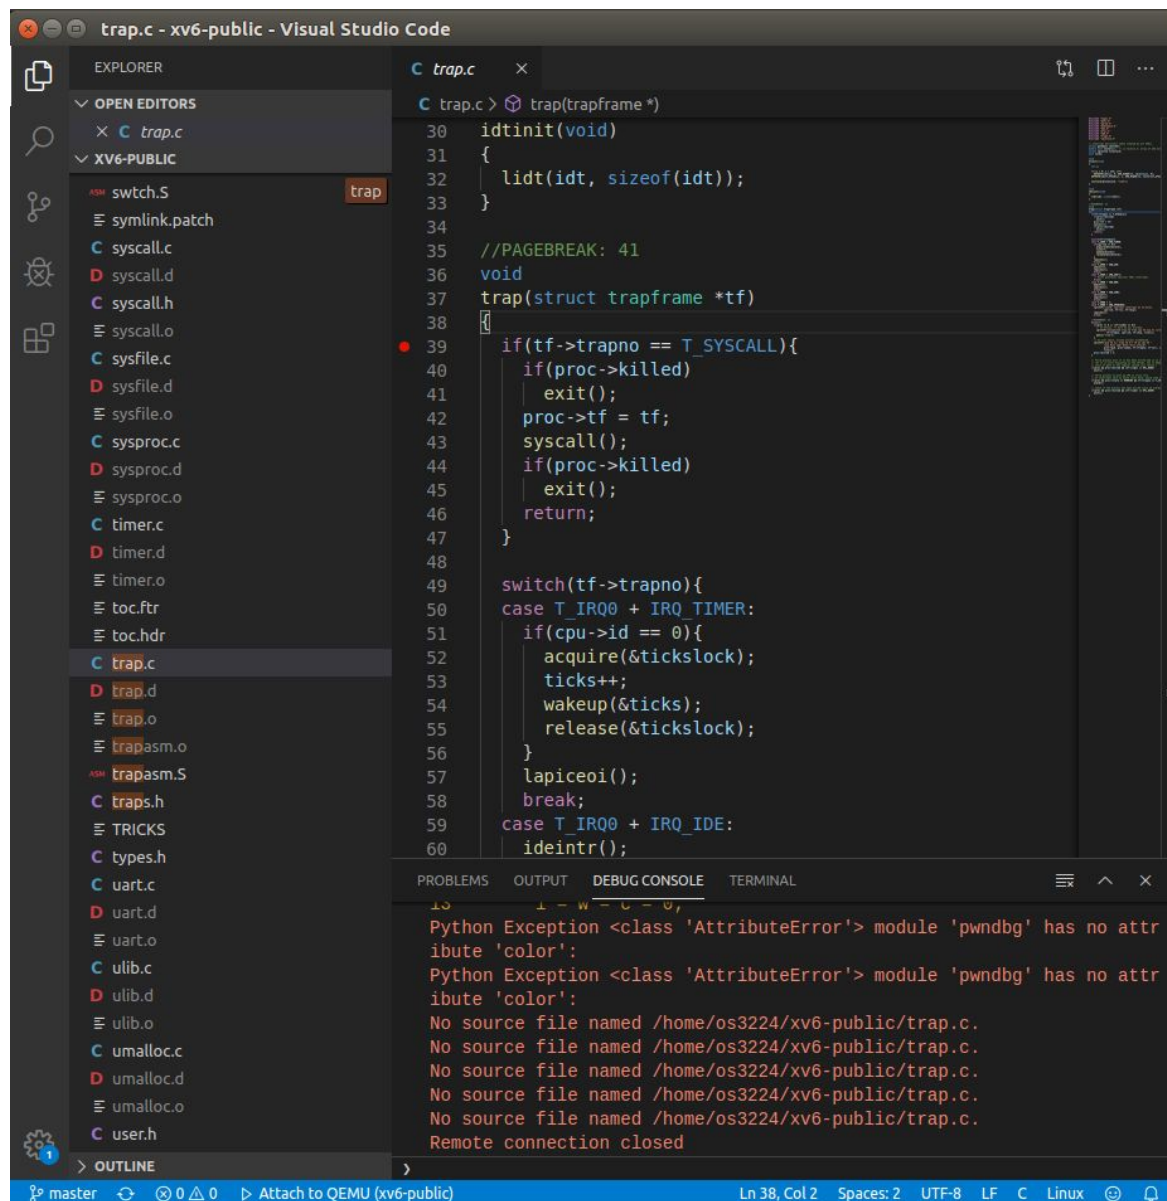 trap.c - xv6-public - Visual Studio Code
EXPLORER
OPEN EDITORS
C trap.c
XV6-PUBLIC
ASM swtch.S
trap
symlink.patch
C syscall.c
D syscall.d
C syscall.h
syscall.o
C sysfile.c
D sysfile.d
sysfile.o
C sysproc.c
D sysproc.d
sysproc.o
C timer.c
D timer.d
timer.o
toc.ftr
toc.hdr
C trap.c
D trap.d
trap.o
trapasm.o
ASM trapasm.S
C traps.h
TRICKS
C types.h
C uart.c
D uart.d
uart.o
C ulib.c
D ulib.d
ulib.o
C umalloc.c
D umalloc.d
umalloc.o
C user.h
OUTLINE
1
C trap.c
C trap.c > trap(trapframe *)
30 idtinit(void)
31 {
32 lidt(idt, sizeof(idt));
33 }
34
35 //PAGEBREAK: 41
36 void
37 trap(struct trapframe *tf)
38 {
39 if(tf->trapno == T_SYSCALL){
40 if(proc->killed)
41 exit();
42 proc->tf = tf;
43 syscall();
44 if(proc->killed)
45 exit();
46 return;
47 }
48
49 switch(tf->trapno){
50 case T_IRQ0 + IRQ_TIMER:
51 if(cpu->id == 0){
52 acquire(&tickslock);
53 ticks++;
54 wakeup(&ticks);
55 release(&tickslock);
56 }
57 lapiceoi();
58 break;
59 case T_IRQ0 + IRQ_IDE:
60 ideintr();
PROBLEMS OUTPUT DEBUG CONSOLE TERMINAL
13 l = w = c = 0;
Python Exception <class 'AttributeError'> module 'pwndbg' has no attr
ibute 'color':
Python Exception <class 'AttributeError'> module 'pwndbg' has no attr
ibute 'color':
No source file named /home/os3224/xv6-public/trap.c.
No source file named /home/os3224/xv6-public/trap.c.
No source file named /home/os3224/xv6-public/trap.c.
No source file named /home/os3224/xv6-public/trap.c.
No source file named /home/os3224/xv6-public/trap.c.
Remote connection closed
master 0 0 Attach to QEMU (xv6-public) Ln 38, Col 2 Spaces: 2 UTF-8 LF C Linux